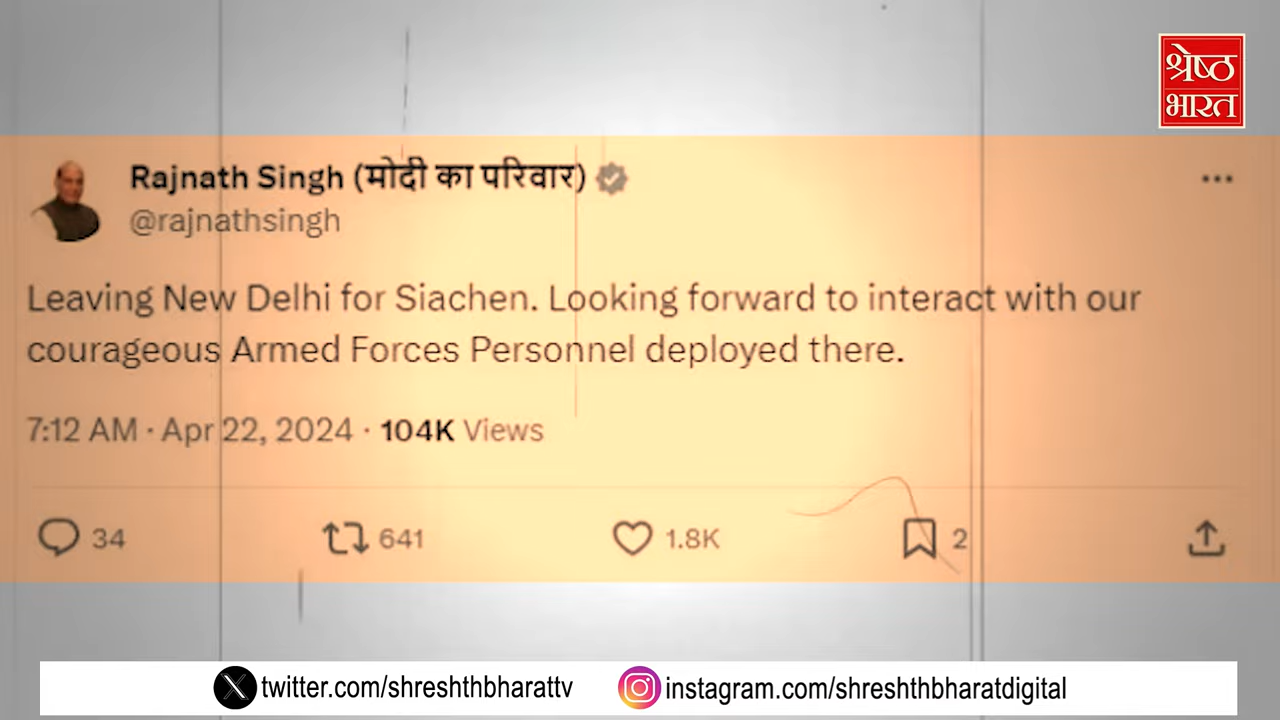 श्रेष्ठ
भारत
Rajnath Singh (मोदी का परिवार)
@rajnathsingh
Leaving New Delhi for Siachen. Looking forward to interact with our
courageous Armed Forces Personnel deployed there.
7:12 AM · Apr 22, 2024 · 104K Views
34 641 1.8K 2
twitter.com/shreshthbharattv instagram.com/shreshthbharatdigital